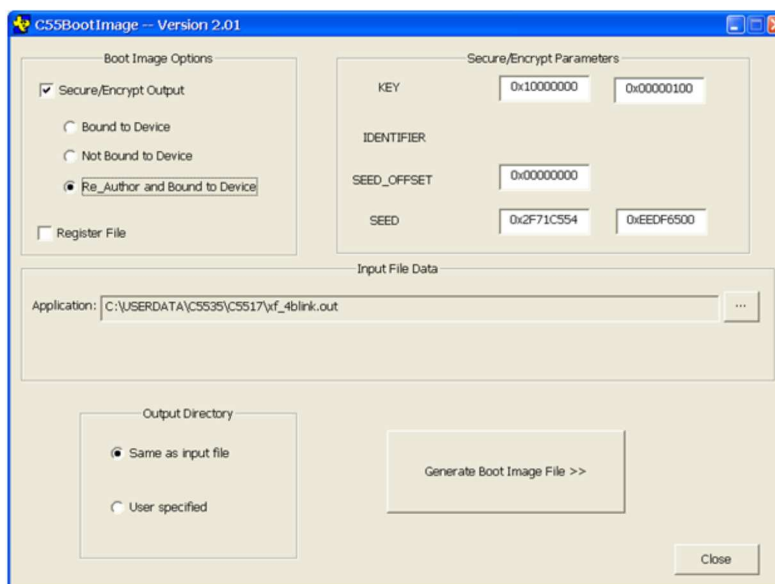 C55BootImage -- Version 2.01
Boot Image Options
Secure/Encrypt Output
Bound to Device
Not Bound to Device
Re_Author and Bound to Device
Register File
Secure/Encrypt Parameters
KEY 0x10000000 0x00000100
IDENTIFIER
SEED_OFFSET 0x00000000
SEED 0x2F71C554 0xEEDF6500
Input File Data
Application: C:\USERDATA\C5535\C5517\xf_4blink.out ...
Output Directory
Same as input file
User specified
Generate Boot Image File >>
Close